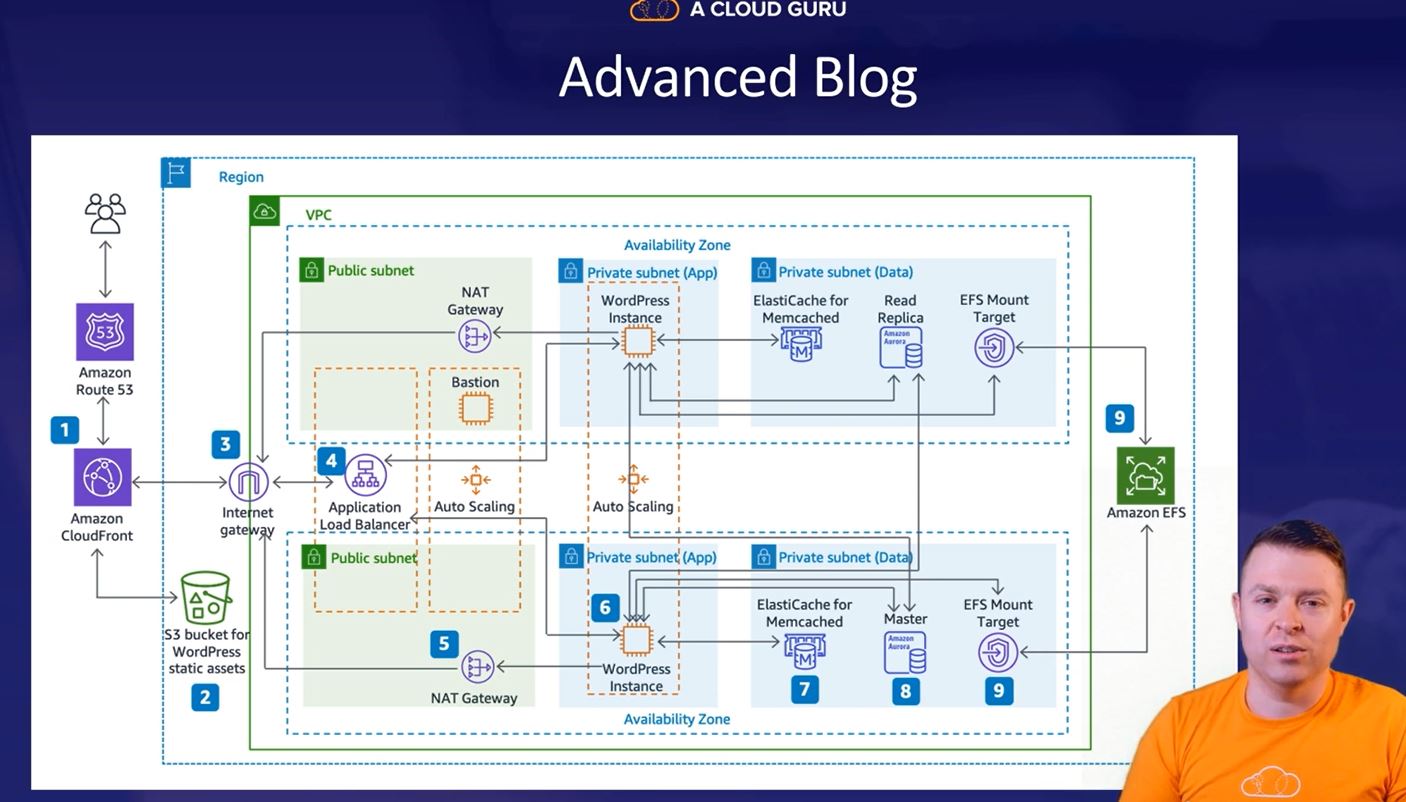 A CLOUD GURU
Advanced Blog
Region
VPC
Availability Zone
Public subnet
Private subnet (App)
Private subnet (Data)
NAT
Gateway
WordPress
Instance
ElastiCache for
Memcached
M
Read
Replica
Amazon
Aurora
EFS Mount
Target
53
Amazon
Route 53
Bastion
1
3
4
9
Amazon
CloudFront
Internet
gateway
Application
Load Balancer
Auto Scaling
Auto Scaling
Amazon EFS
Public subnet
Private subnet (App)
Private subnet (Data)
S3 bucket for
WordPress
static assets
2
5
NAT Gateway
6
WordPress
Instance
ElastiCache for
Memcached
M
7
Master
Amazon
Aurora
8
EFS Mount
Target
9
Availability Zone